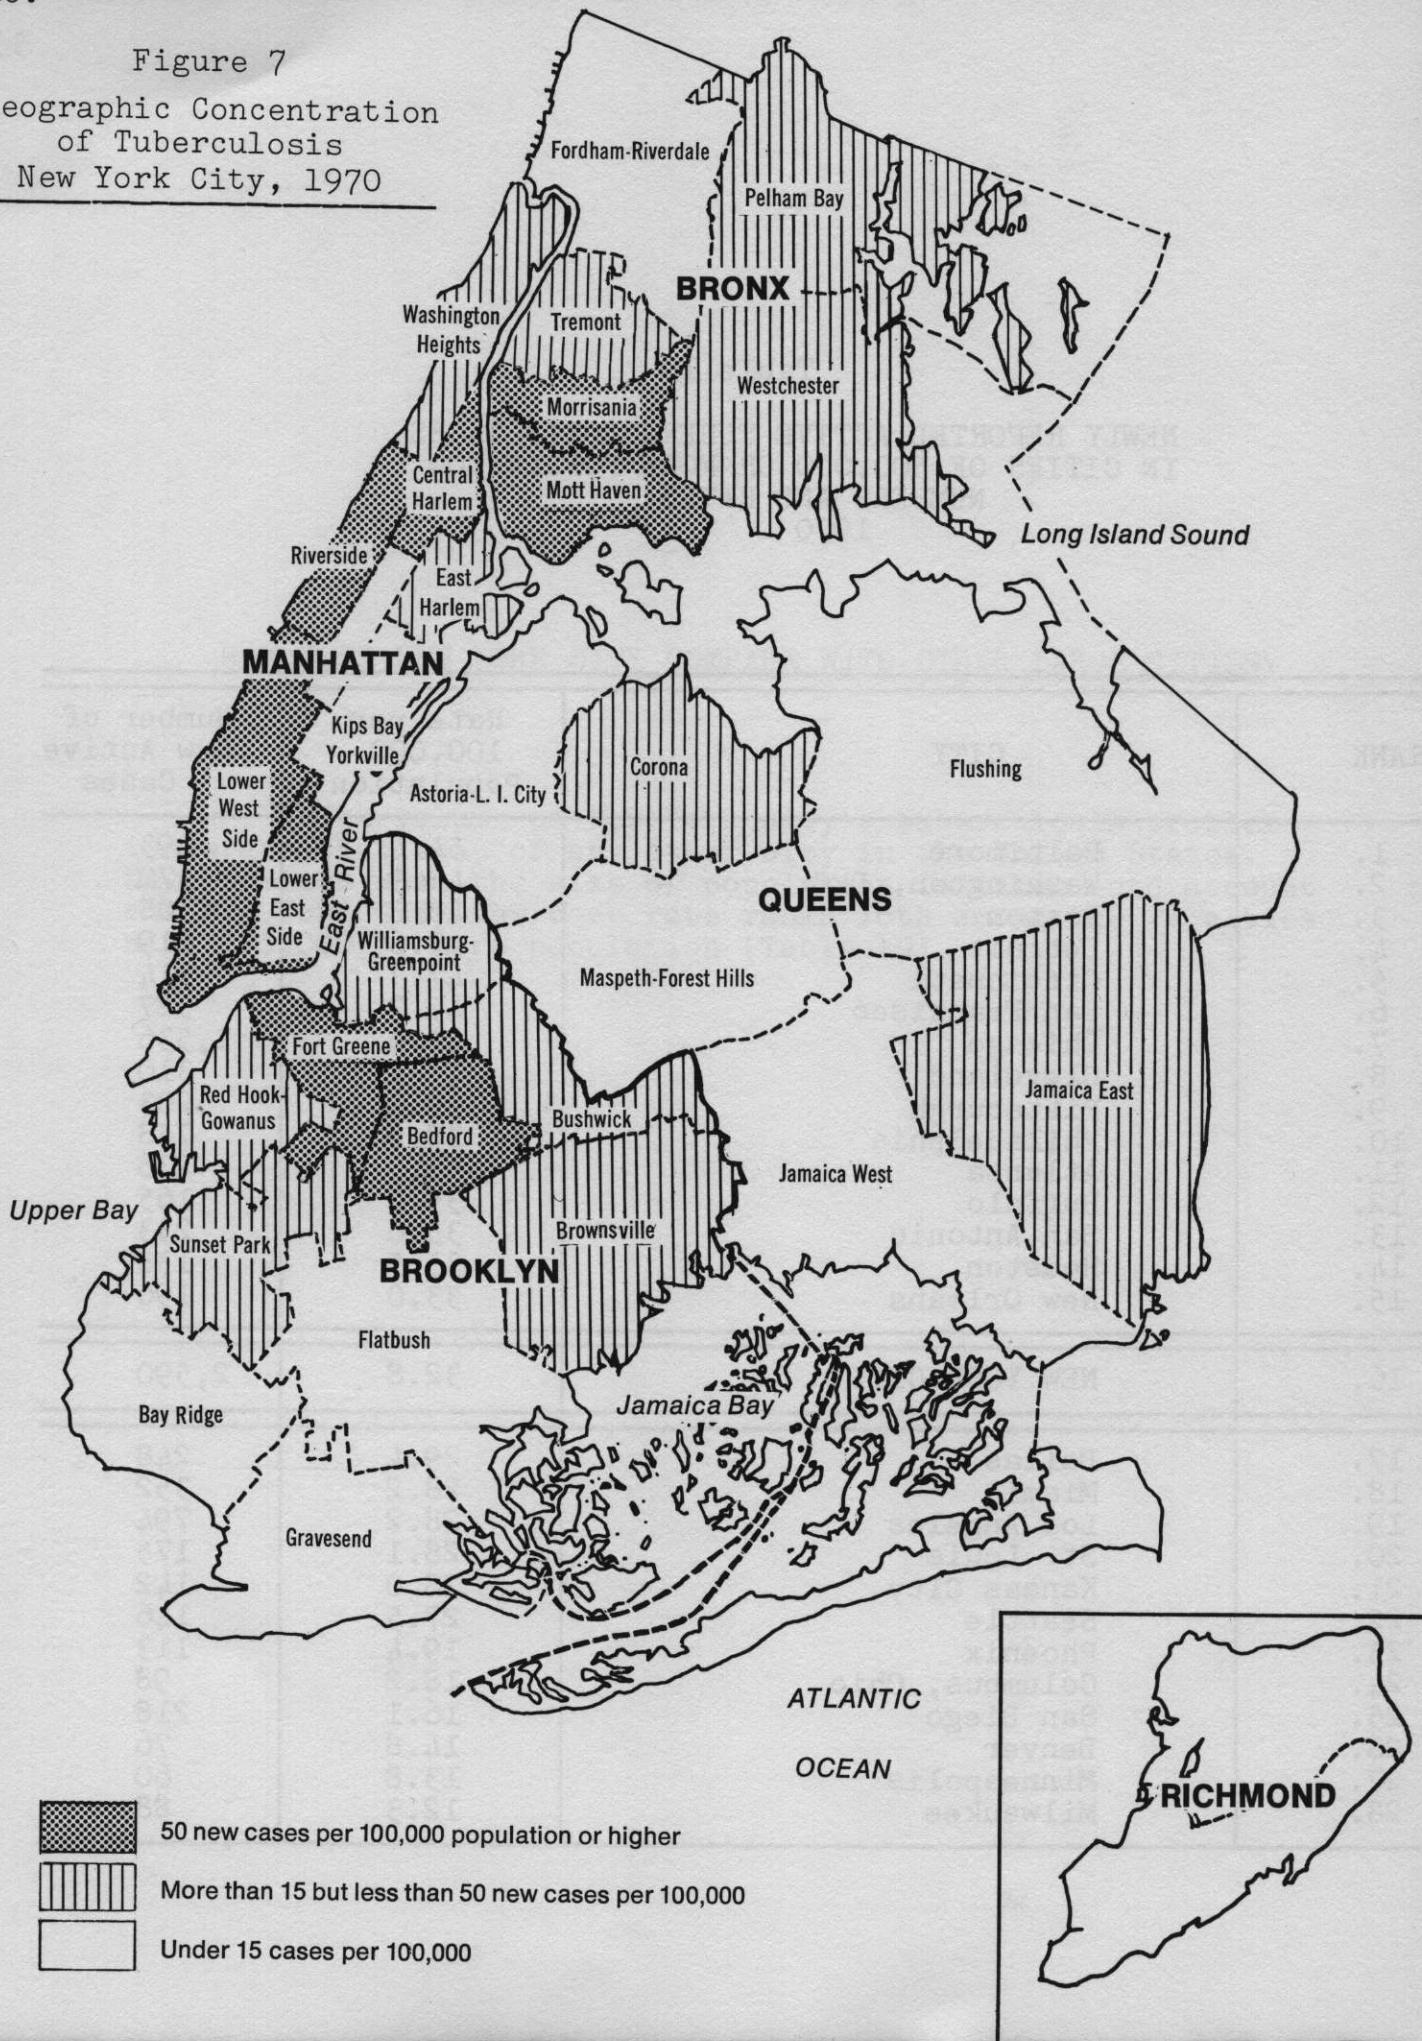 Figure 7
eographic Concentration
of Tuberculosis
New York City, 1970
Fordham-Riverdale
Pelham Bay
BRONX
Washington
Heights
Tremont
Westchester
Morrisania
Central
Harlem
Mott Haven
Long Island Sound
Riverside
East
Harlem
MANHATTAN
Kips Bay
Yorkville
Corona
Flushing
Astoria-L. I. City
Lower
West
Side
East River
Lower
East
Side
QUEENS
Williamsburg-
Greenpoint
Maspeth-Forest Hills
Fort Greene
Red Hook-
Gowanus
Bushwick
Bedford
Jamaica East
Jamaica West
Upper Bay
Sunset Park
Brownsville
BROOKLYN
Flatbush
Jamaica Bay
Bay Ridge
Gravesend
ATLANTIC
OCEAN
RICHMOND
50 new cases per 100,000 population or higher
More than 15 but less than 50 new cases per 100,000
Under 15 cases per 100,000